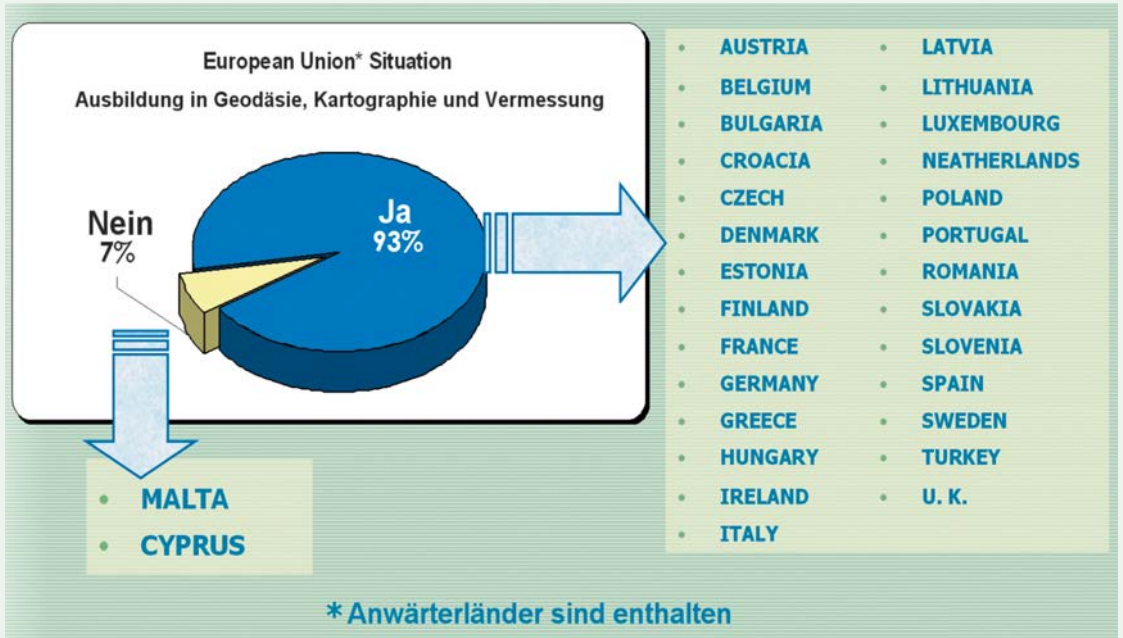 European Union* Situation
Ausbildung in Geodäsie, Kartographie und Vermessung
Nein
7%
Ja
93%
• AUSTRIA
• BELGIUM
• BULGARIA
• CROACIA
• CZECH
• DENMARK
• ESTONIA
• FINLAND
• FRANCE
• GERMANY
• GREECE
• HUNGARY
• IRELAND
• ITALY
• LATVIA
• LITHUANIA
• LUXEMBOURG
• NEATHERLANDS
• POLAND
• PORTUGAL
• ROMANIA
• SLOVAKIA
• SLOVENIA
• SPAIN
• SWEDEN
• TURKEY
• U. K.
• MALTA
• CYPRUS
* Anwärterländer sind enthalten